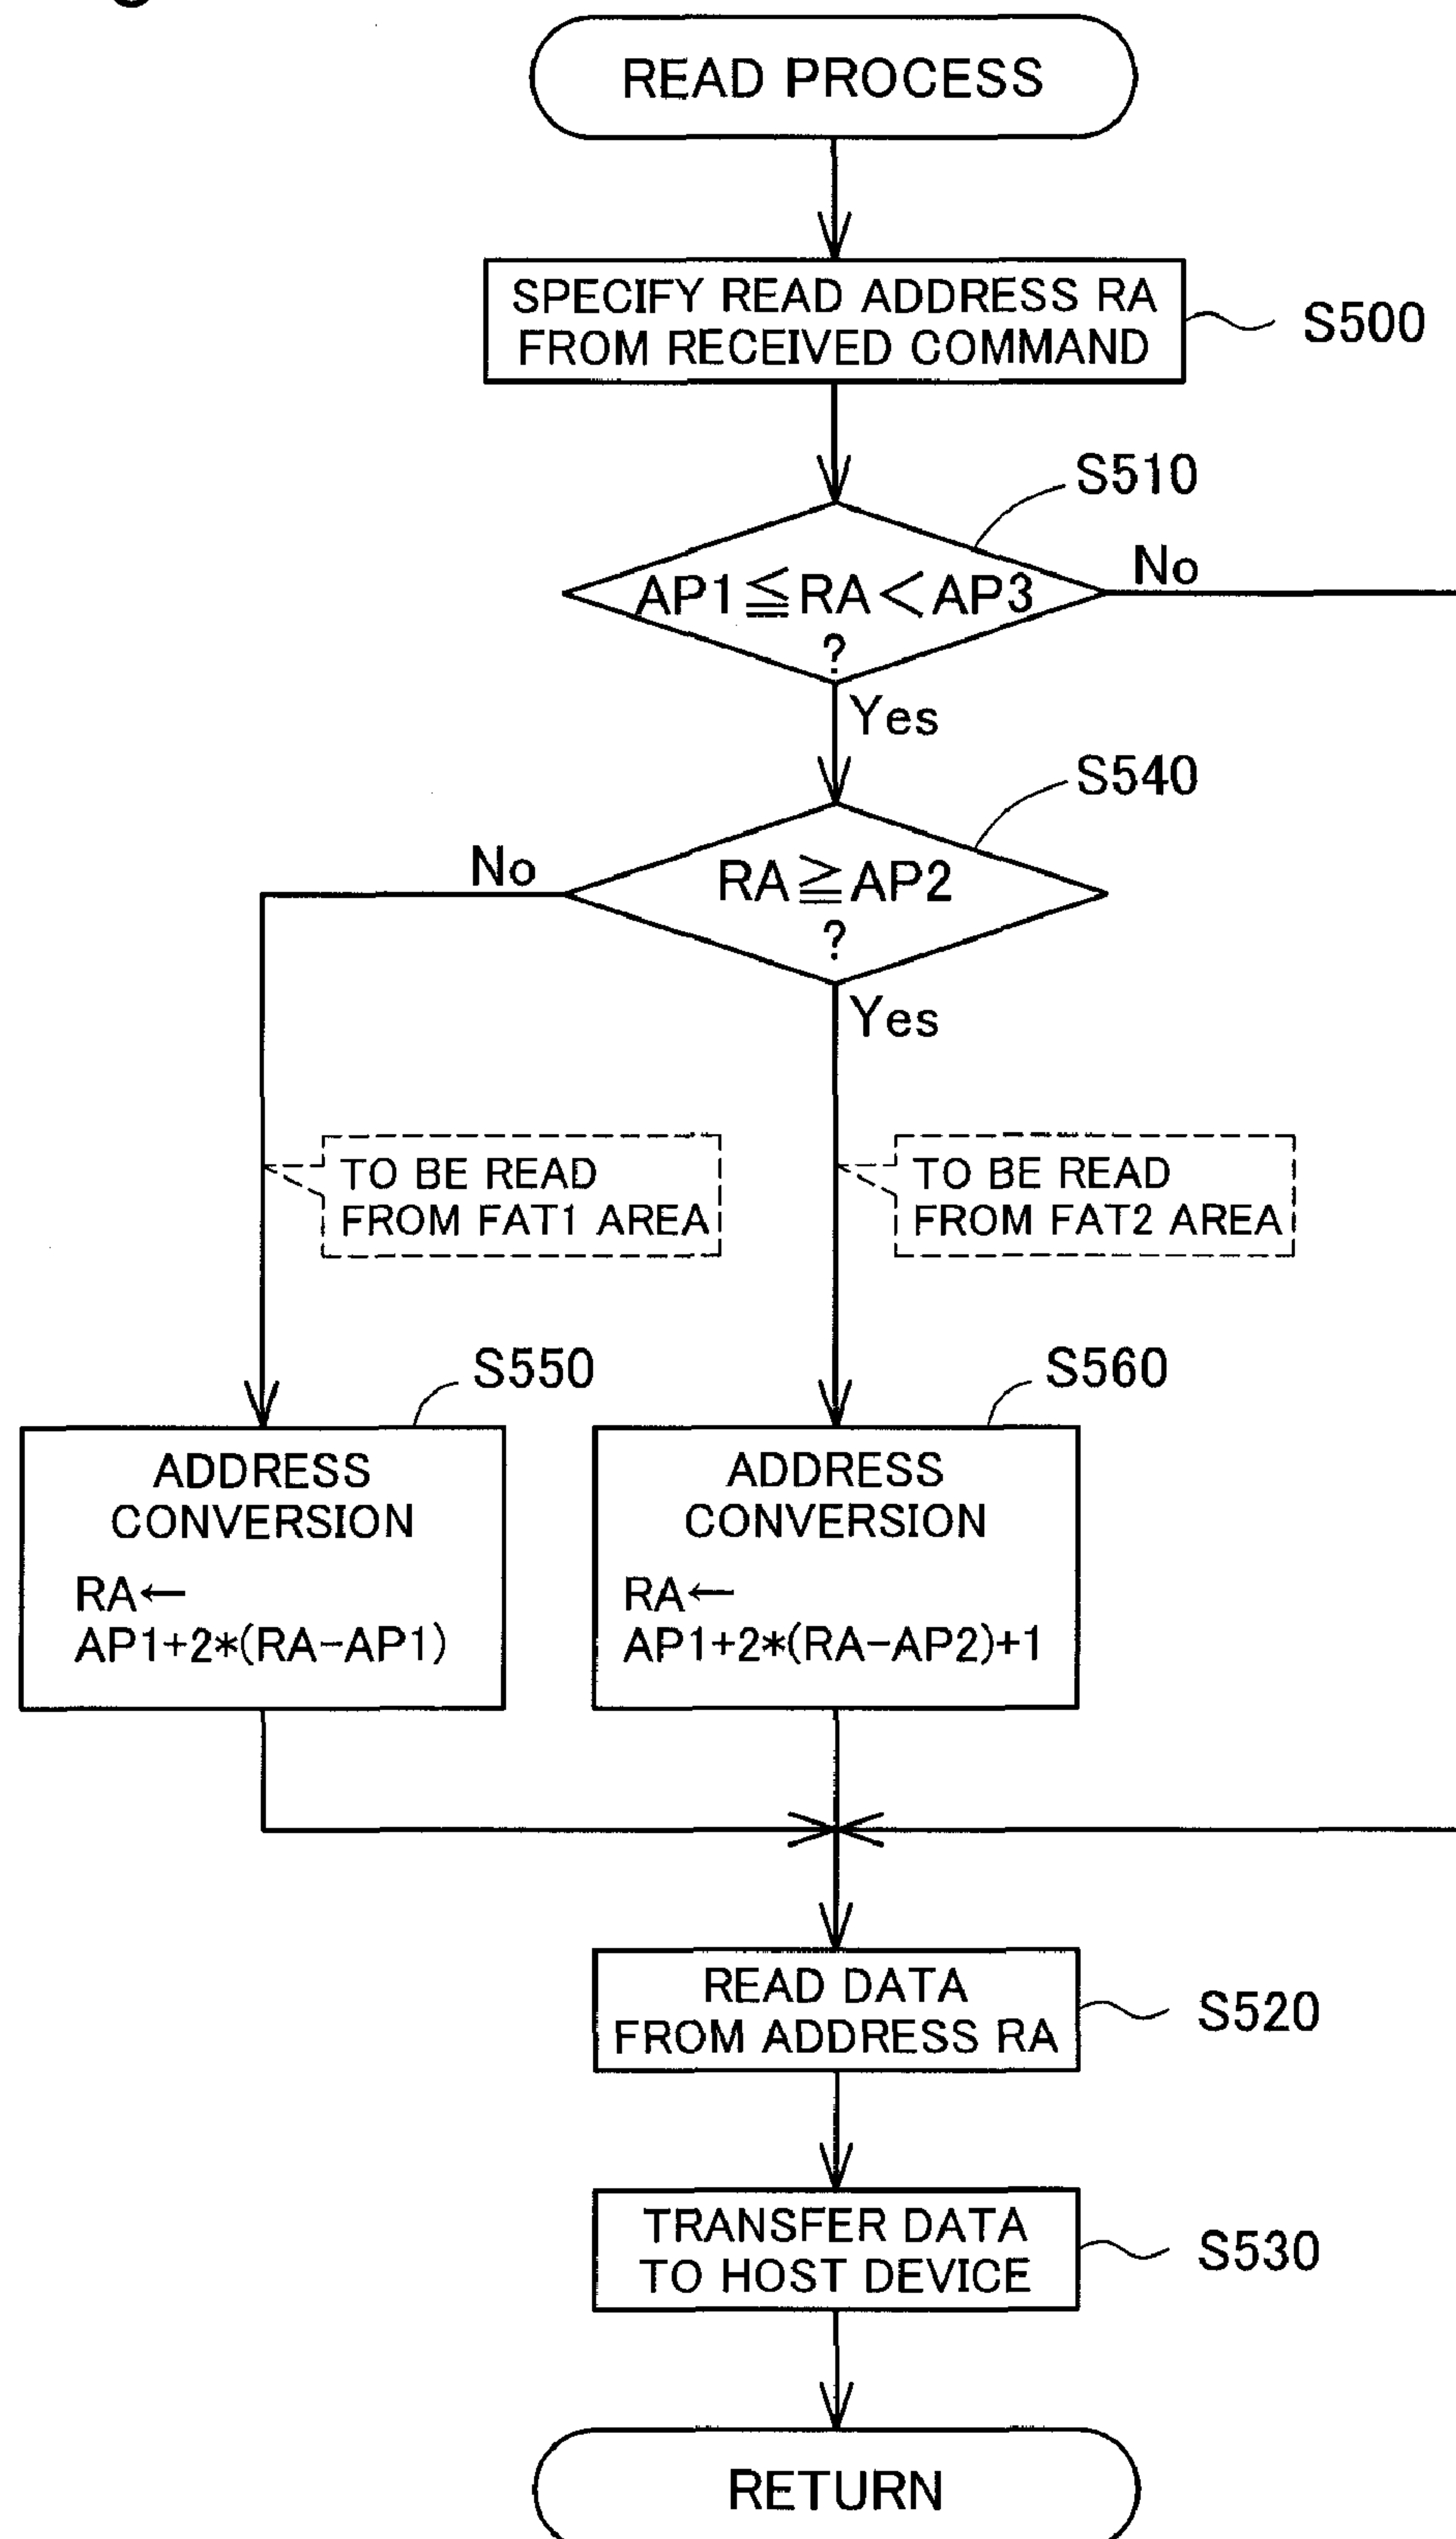 READ PROCESS
SPECIFY READ ADDRESS RA
FROM RECEIVED COMMAND
S500
S510
AP1≦RA<AP3
?
No
Yes
S540
RA≧AP2
?
No
Yes
TO BE READ
FROM FAT1 AREA
TO BE READ
FROM FAT2 AREA
S550
ADDRESS
CONVERSION
RA←
AP1+2*(RA-AP1)
S560
ADDRESS
CONVERSION
RA←
AP1+2*(RA-AP2)+1
READ DATA
FROM ADDRESS RA
S520
TRANSFER DATA
TO HOST DEVICE
S530
RETURN